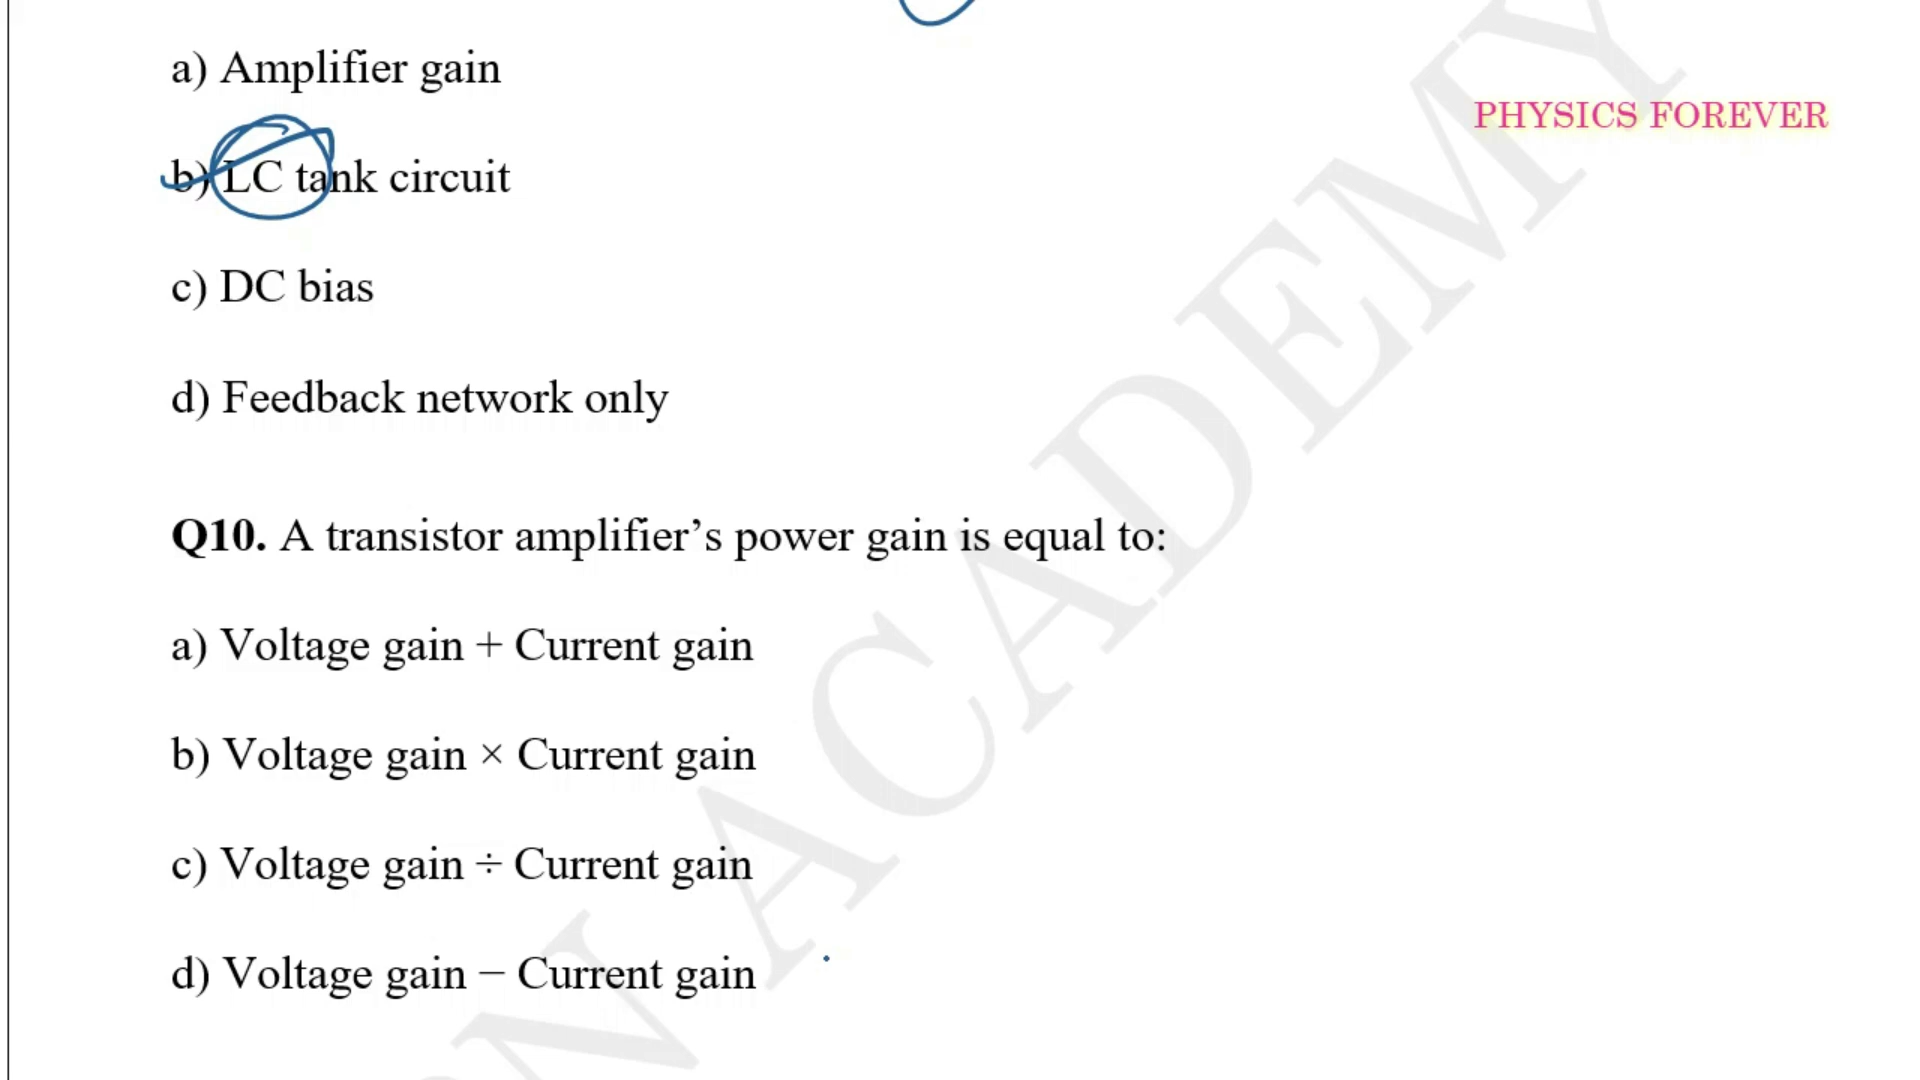 a) Amplifier gain
PHYSICS FOREVER
b) LC tank circuit
c) DC bias
d) Feedback network only
Q10. A transistor amplifier’s power gain is equal to:
a) Voltage gain + Current gain
b) Voltage gain × Current gain
c) Voltage gain ÷ Current gain
d) Voltage gain − Current gain
N ACADEMY